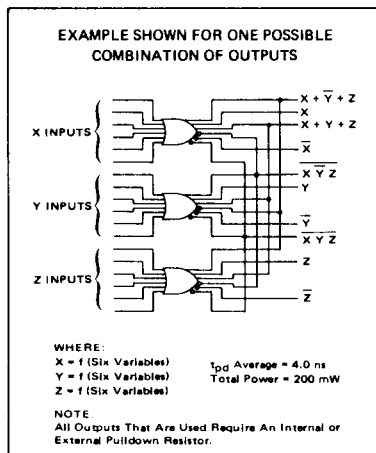 EXAMPLE SHOWN FOR ONE POSSIBLE
COMBINATION OF OUTPUTS
X + Y̅ + Z
X
X INPUTS
X + Y + Z
X̅
X̅ Y̅ Z̅
Y
Y INPUTS
Y̅
X̅ Y̅ Z̅
Z
Z INPUTS
Z̅
WHERE:
X = f (Six Variables)
Y = f (Six Variables)
Z = f (Six Variables)
tpd Average = 4.0 ns
Total Power = 200 mW
NOTE:
All Outputs That Are Used Require An Internal or
External Pulldown Resistor.